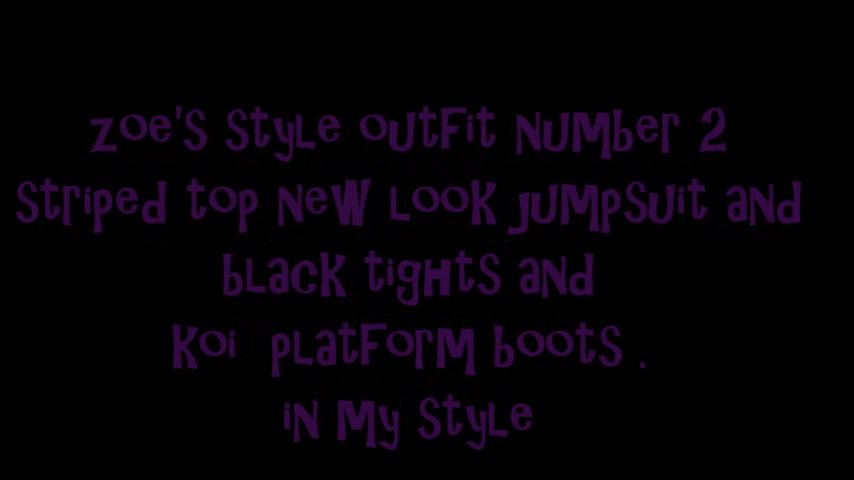 Zoe's Style outfit Number 2
Striped top New Look Jumpsuit and
black tights and
Koi platform boots .
in My Style